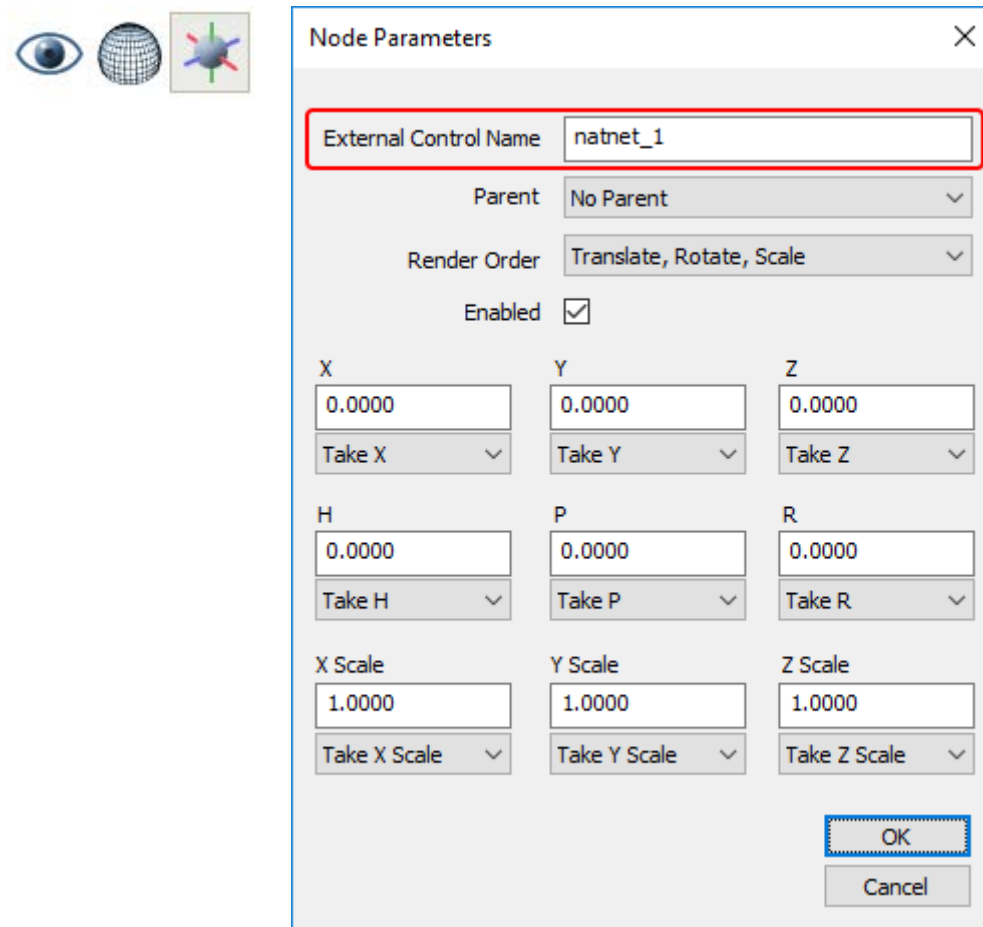 Node Parameters
External Control Name natnet_1
Parent No Parent
Render Order Translate, Rotate, Scale
Enabled
X Y Z
0.0000 0.0000 0.0000
Take X Take Y Take Z
H P R
0.0000 0.0000 0.0000
Take H Take P Take R
X Scale Y Scale Z Scale
1.0000 1.0000 1.0000
Take X Scale Take Y Scale Take Z Scale
OK
Cancel